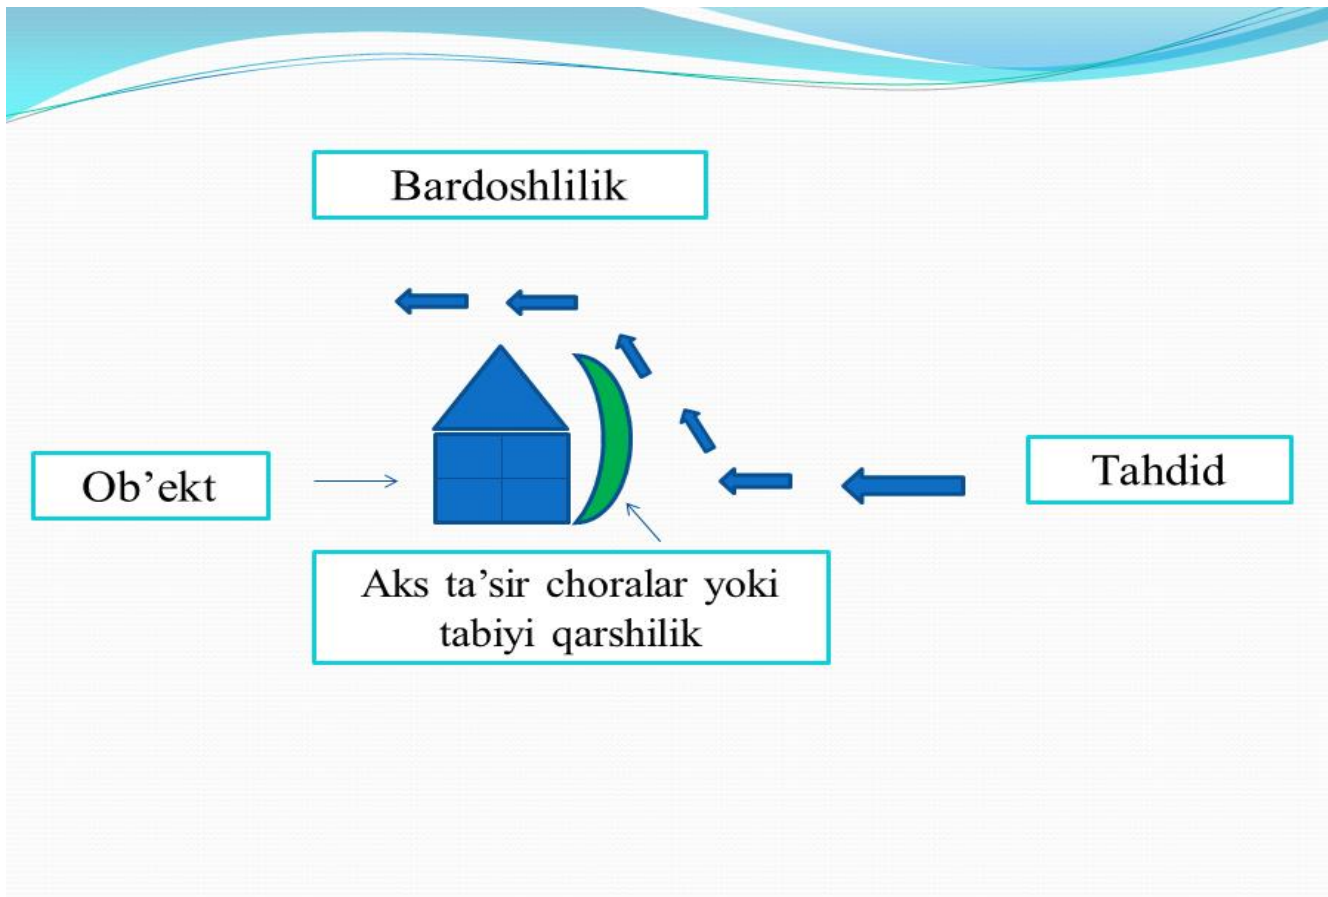 Bardoshlilik
Ob’ekt
Tahdid
Aks ta’sir choralar yoki
tabiyi qarshilik